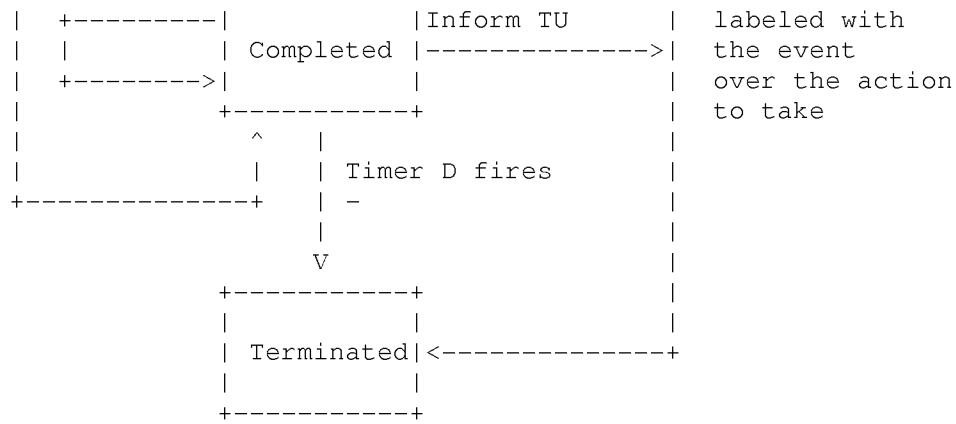 |   +---------|           |Inform TU      |   labeled with
|   |         | Completed |-------------->|   the event
|   +-------->|           |               |   over the action
|             +-----------+               |   to take
|               ^    |                    |
|               |    | Timer D fires      |
+---------------+    | -                  |
                     |                    |
                     V                    |
              +-----------+               |
              |           |               |
              | Terminated|<--------------+
              |           |
              +-----------+